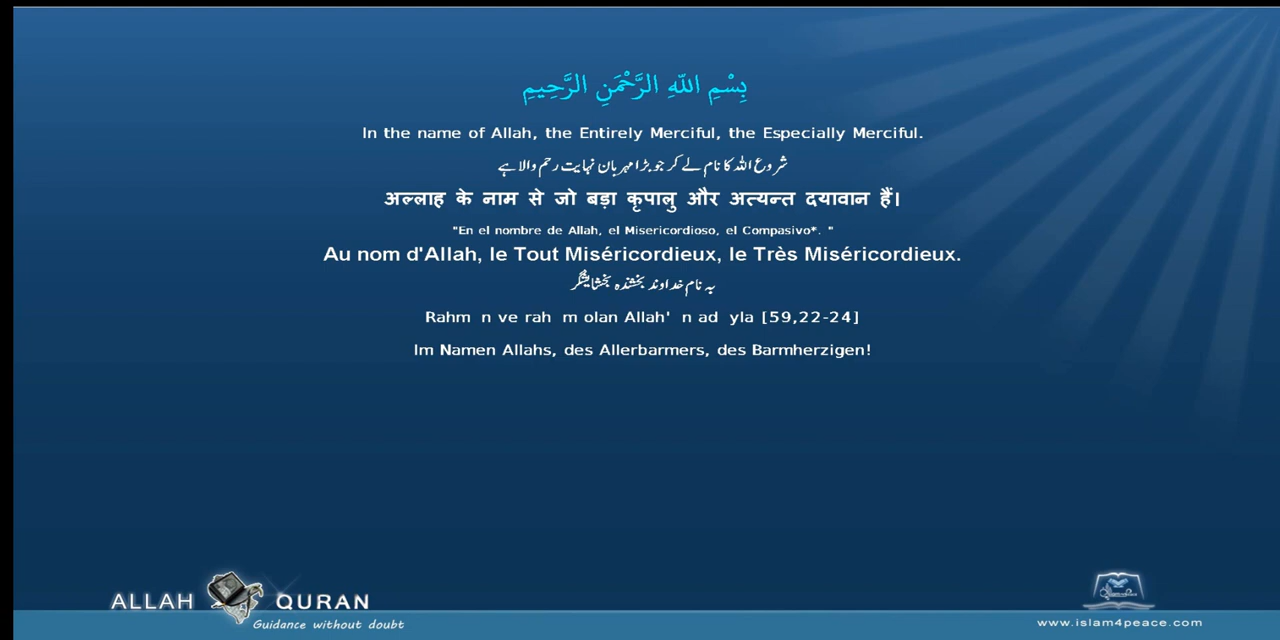 بِسْمِ اللّٰهِ الرَّحْمَنِ الرَّحِيمِ
In the name of Allah, the Entirely Merciful, the Especially Merciful.
شروع الله کا نام لے کر جو بڑا مہربان نہایت رحم والا ہے
अल्लाह के नाम से जो बड़ा कृपालु और अत्यन्त दयावान हैं।
"En el nombre de Allah, el Misericordioso, el Compasivo*. "
Au nom d'Allah, le Tout Miséricordieux, le Très Miséricordieux.
به نام خداوند بخشنده بخشایشگر
Rahm n ve rah m olan Allah' n ad yla [59,22-24]
Im Namen Allahs, des Allerbarmers, des Barmherzigen!
ALLAH QURAN
Guidance without doubt
www.islam4peace.com